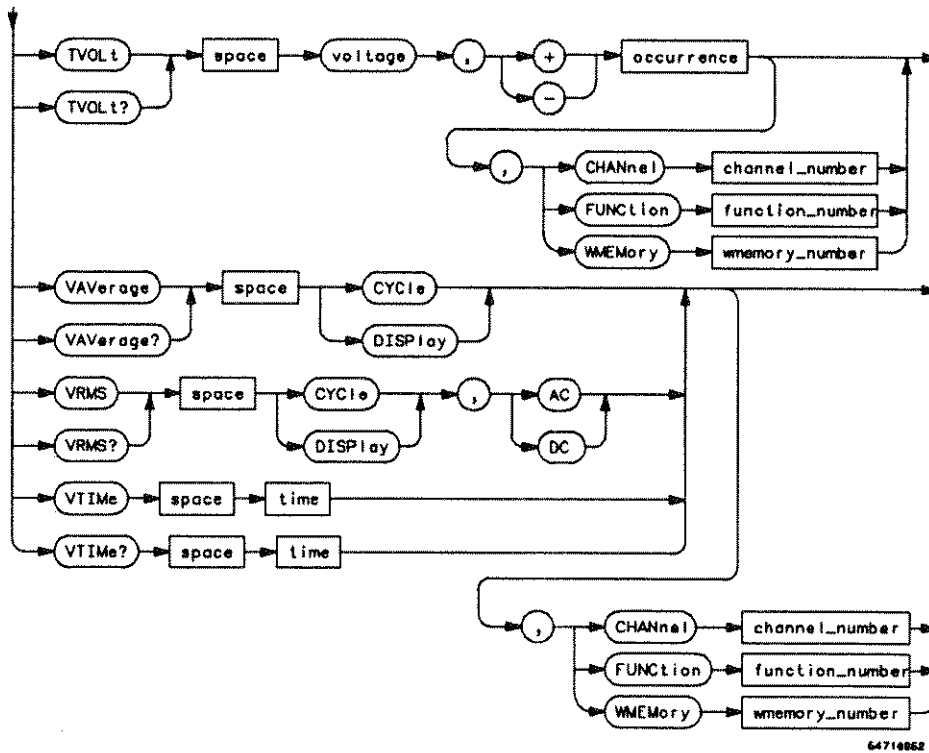 TVOLt space voltage , + occurrence
-
TVOLt?
, CHANnel channel_number
FUNCtion function_number
WMEMory wmemory_number
VAVerage space CYCle
VAVerage? DISPlay
VRMS space CYCle , AC
VRMS? DISPlay DC
VTIMe space time
VTIMe? space time
, CHANnel channel_number
FUNCtion function_number
WMEMory wmemory_number